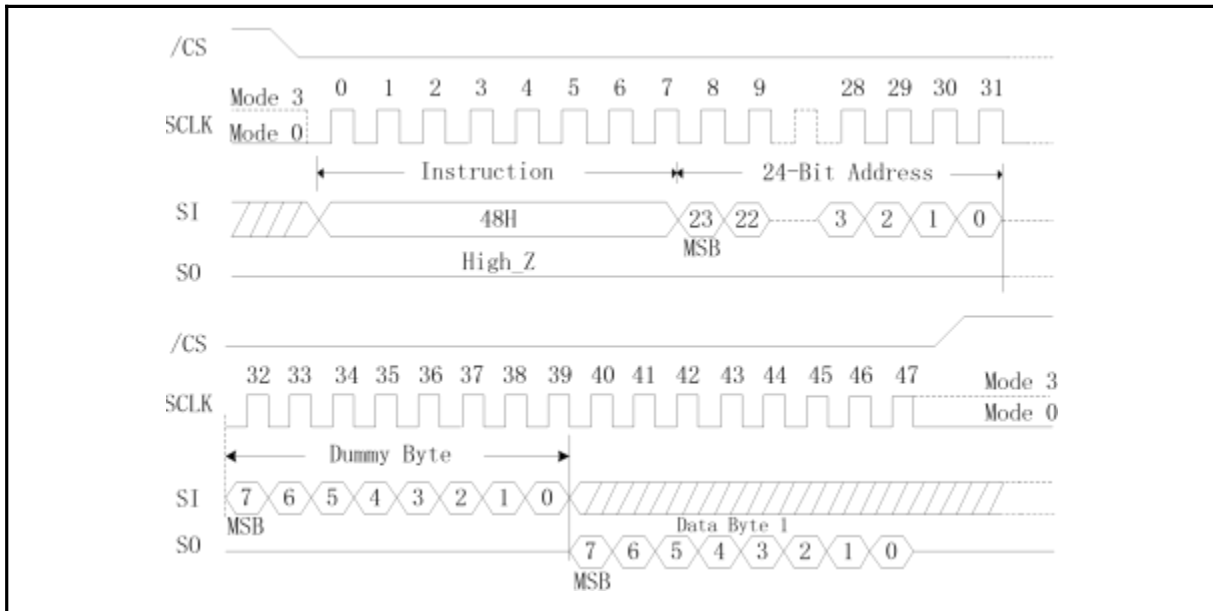 /CS
0 1 2 3 4 5 6 7 8 9 28 29 30 31
Mode 3
SCLK
Mode 0
Instruction 24-Bit Address
SI 48H 23 22 3 2 1 0
MSB
High_Z
SO
/CS
32 33 34 35 36 37 38 39 40 41 42 43 44 45 46 47
Mode 3
SCLK
Mode 0
Dummy Byte
SI 7 6 5 4 3 2 1 0
MSB
Data Byte 1
SO 7 6 5 4 3 2 1 0
MSB